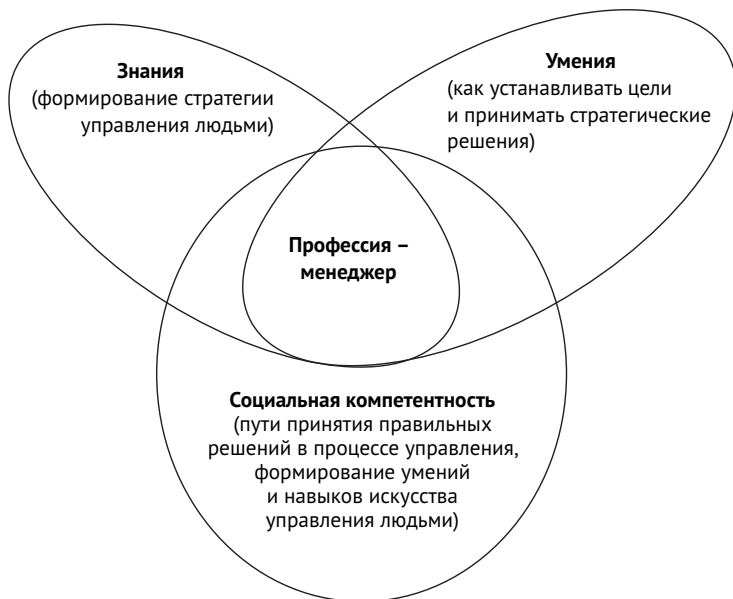 Знания
(формирование стратегии
управления людьми)
Умения
(как устанавливать цели
и принимать стратегические
решения)
Профессия –
менеджер
Социальная компетентность
(пути принятия правильных
решений в процессе управления,
формирование умений
и навыков искусства
управления людьми)